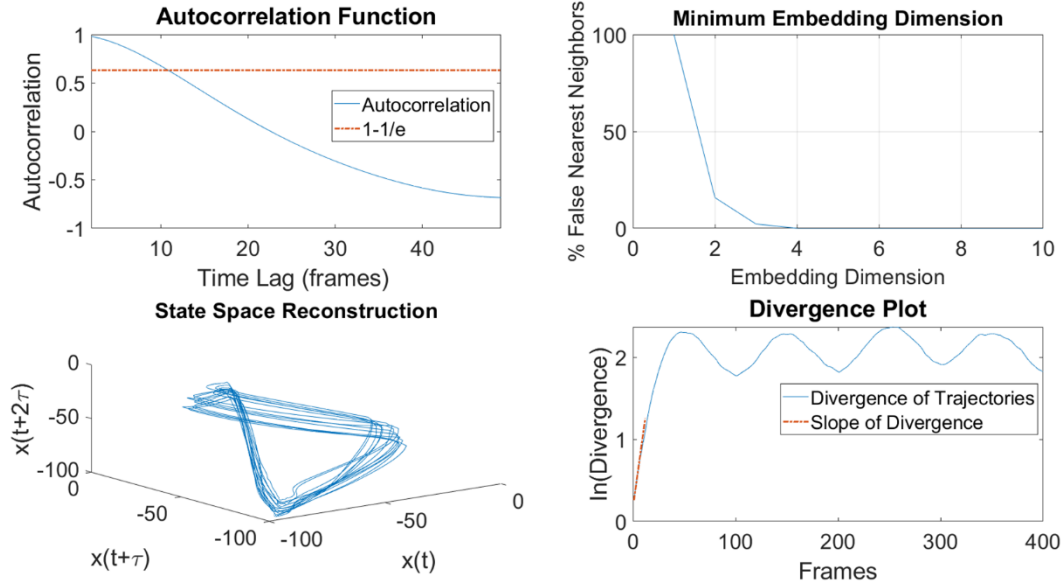 Autocorrelation Function
1
0.5
0
-0.5
-1
Autocorrelation
Autocorrelation
1-1/e
10
20
30
40
Time Lag (frames)
Minimum Embedding Dimension
100
50
0
% False Nearest Neighbors
0
2
4
6
8
10
Embedding Dimension
State Space Reconstruction
0
-50
-100
x(t+2τ)
0
-50
-100
x(t+τ)
-100
-50
0
x(t)
Divergence Plot
2
1
0
ln(Divergence)
Divergence of Trajectories
Slope of Divergence
0
100
200
300
400
Frames